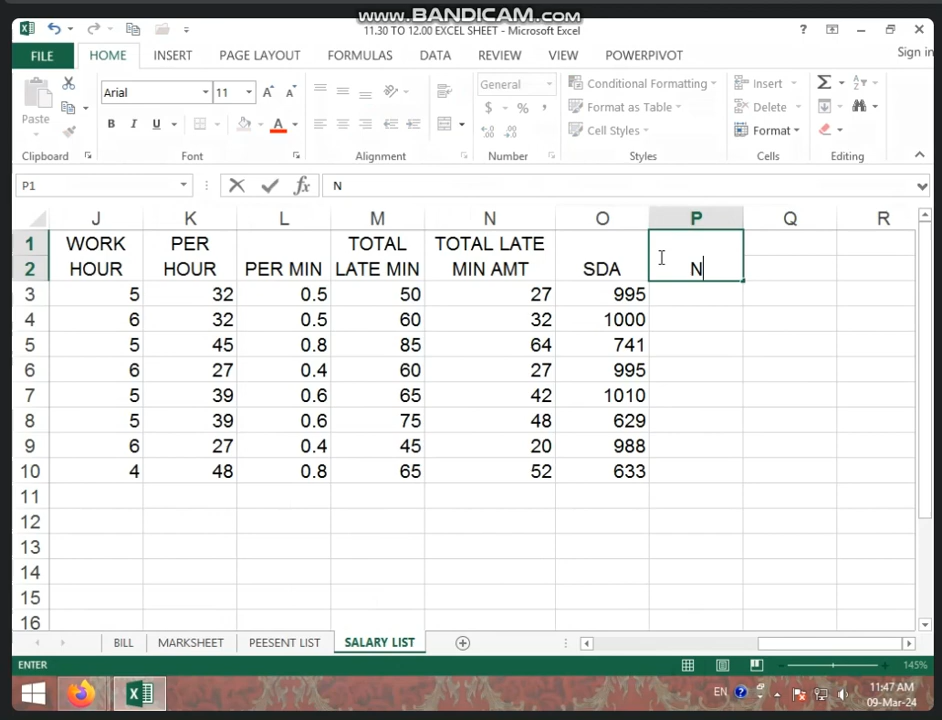 www.BANDICAM.com
11.30 TO 12.00 EXCEL SHEET - Microsoft Excel
?
FILE HOME INSERT PAGE LAYOUT FORMULAS DATA REVIEW VIEW POWERPIVOT Sign in
Arial 11 General Conditional Formatting Insert
Paste Format as Table Delete
B I U A $ % , Cell Styles Format
Clipboard Font Alignment Number Styles Cells Editing
P1 fx N
J K L M N O P Q R
1 WORK PER TOTAL TOTAL LATE
2 HOUR HOUR PER MIN LATE MIN MIN AMT SDA N
3 5 32 0.5 50 27 995
4 6 32 0.5 60 32 1000
5 5 45 0.8 85 64 741
6 6 27 0.4 60 27 995
7 5 39 0.6 65 42 1010
8 5 39 0.6 75 48 629
9 6 27 0.4 45 20 988
10 4 48 0.8 65 52 633
11
12
13
14
15
16
BILL MARKSHEET PEESENT LIST SALARY LIST
ENTER 145%
EN 11:47 AM
09-Mar-24